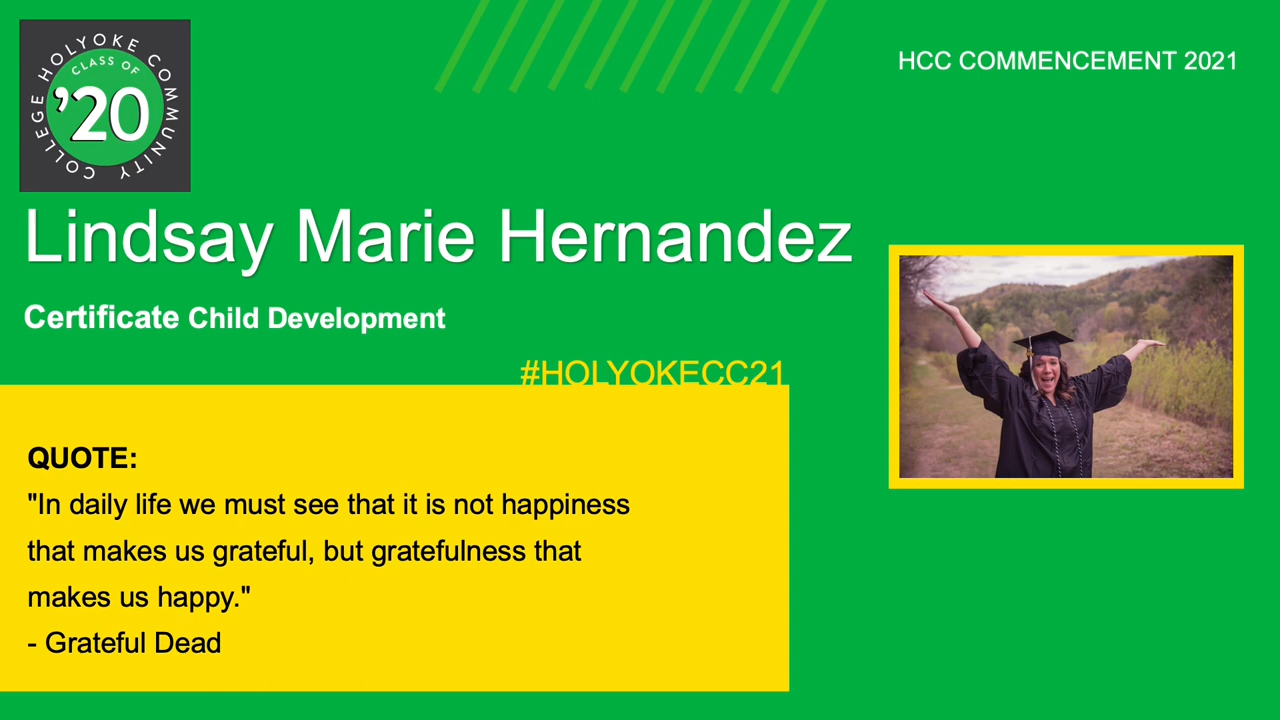 HOLYOKE COMMUNITY COLLEGE
CLASS OF
'20
HCC COMMENCEMENT 2021
Lindsay Marie Hernandez
Certificate Child Development
#HOLYOKECC21
QUOTE:
"In daily life we must see that it is not happiness
that makes us grateful, but gratefulness that
makes us happy."
- Grateful Dead